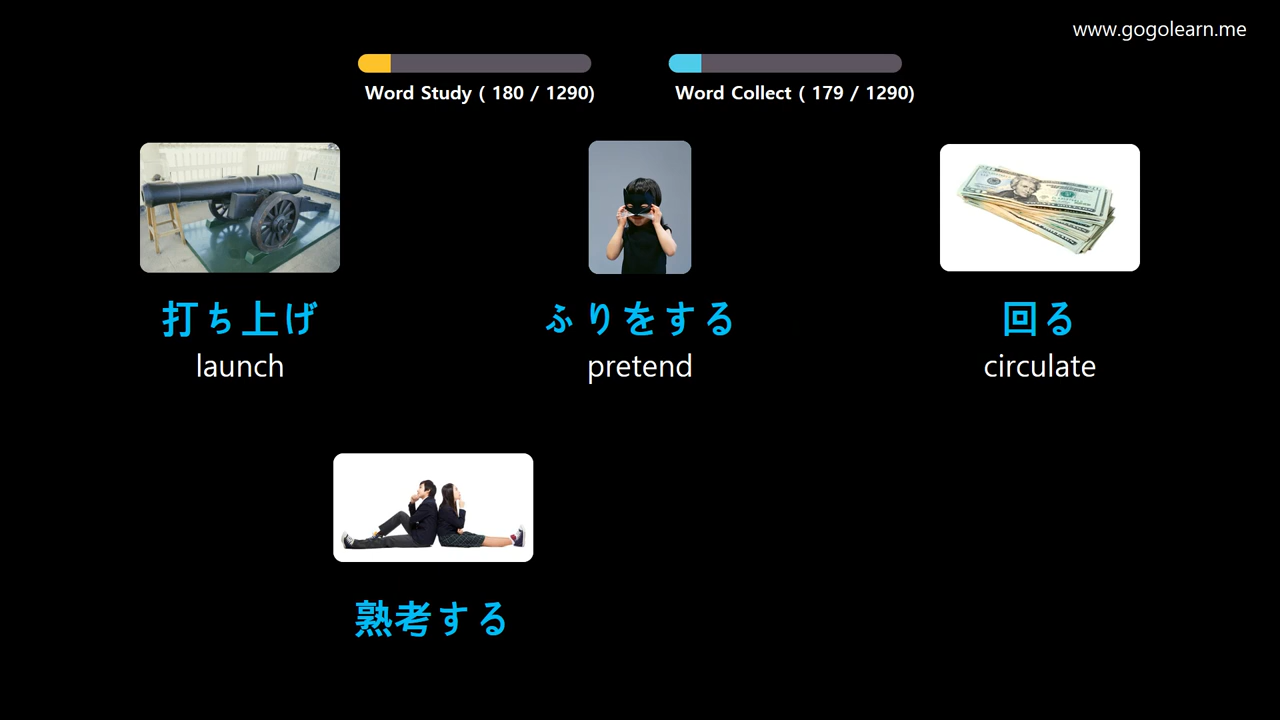 www.gogolearn.me
Word Study ( 180 / 1290)
Word Collect ( 179 / 1290)
打ち上げ
launch
ふりをする
pretend
回る
circulate
熟考する